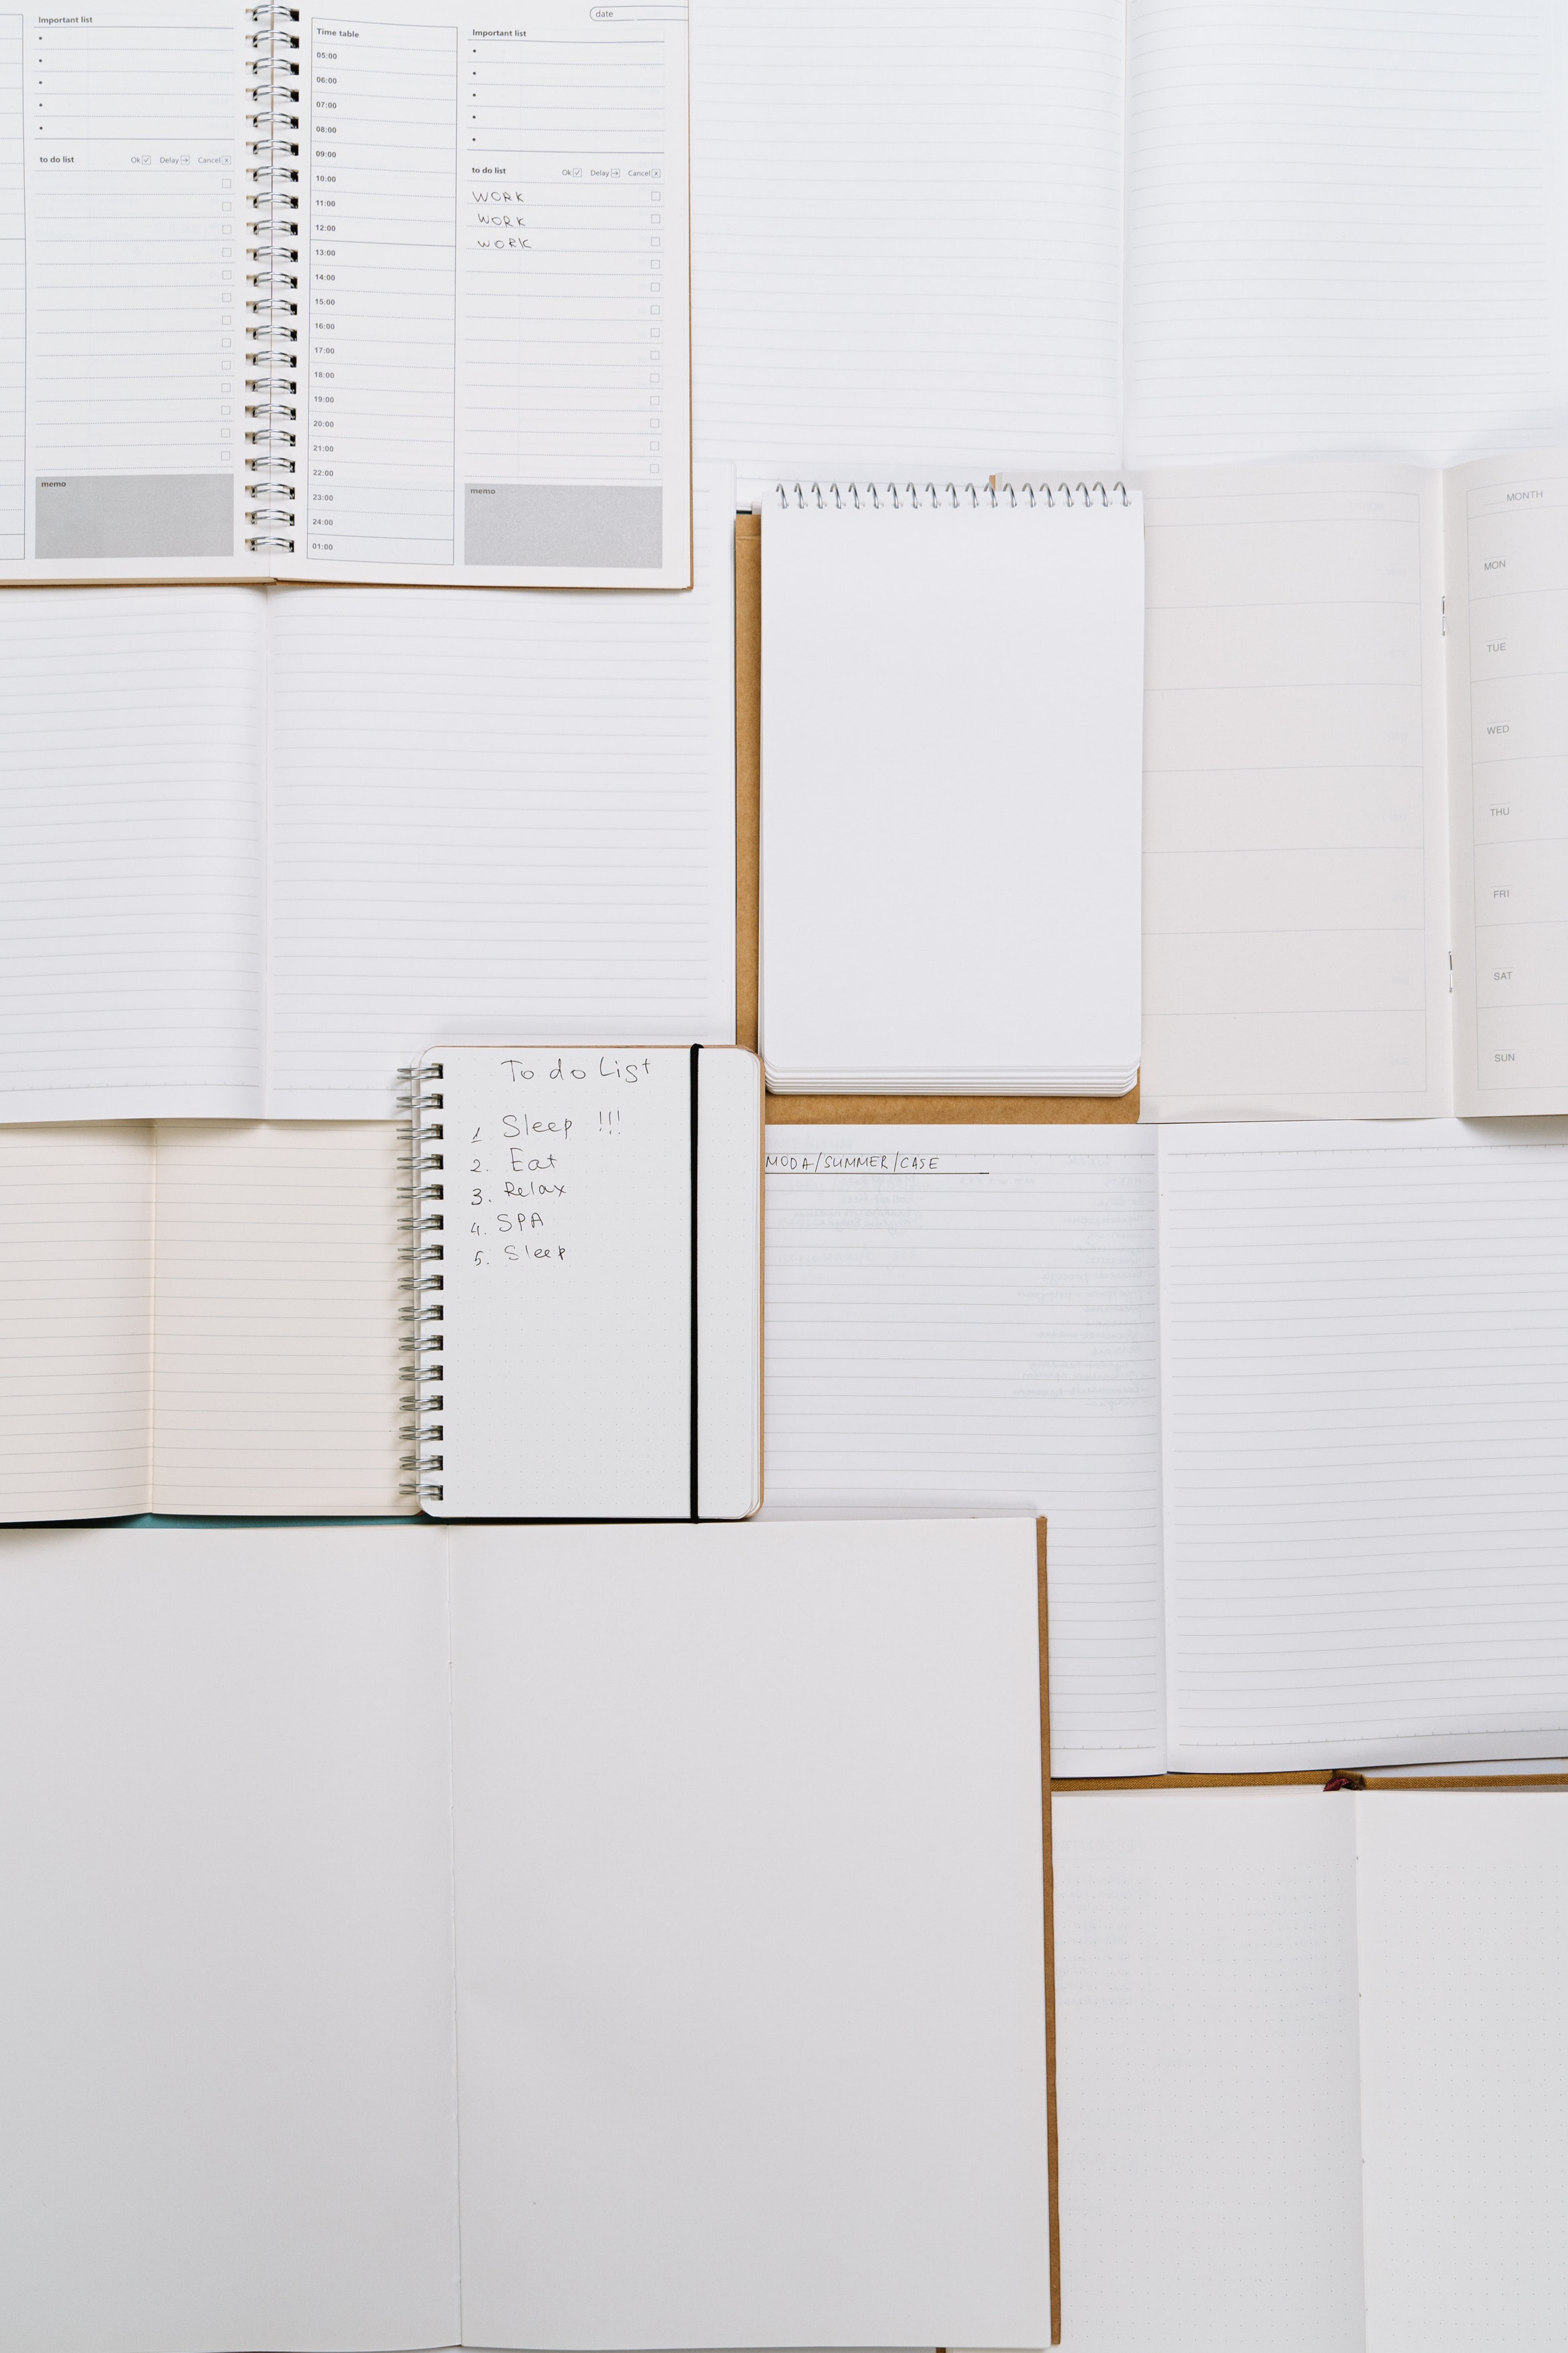 Important list
to do list Ok Delay Cancel
memo
Time table
05:00
06:00
07:00
08:00
09:00
10:00
11:00
12:00
13:00
14:00
15:00
16:00
17:00
18:00
19:00
20:00
21:00
22:00
23:00
24:00
01:00
date
Important list
to do list Ok Delay Cancel
WORK
WORK
WORK
memo
MONTH
MON
TUE
WED
THU
FRI
SAT
SUN
To do List
1 Sleep !!!
2. Eat
3. Relax
4. SPA
5. Sleep
MODA/SUMMER/CASE